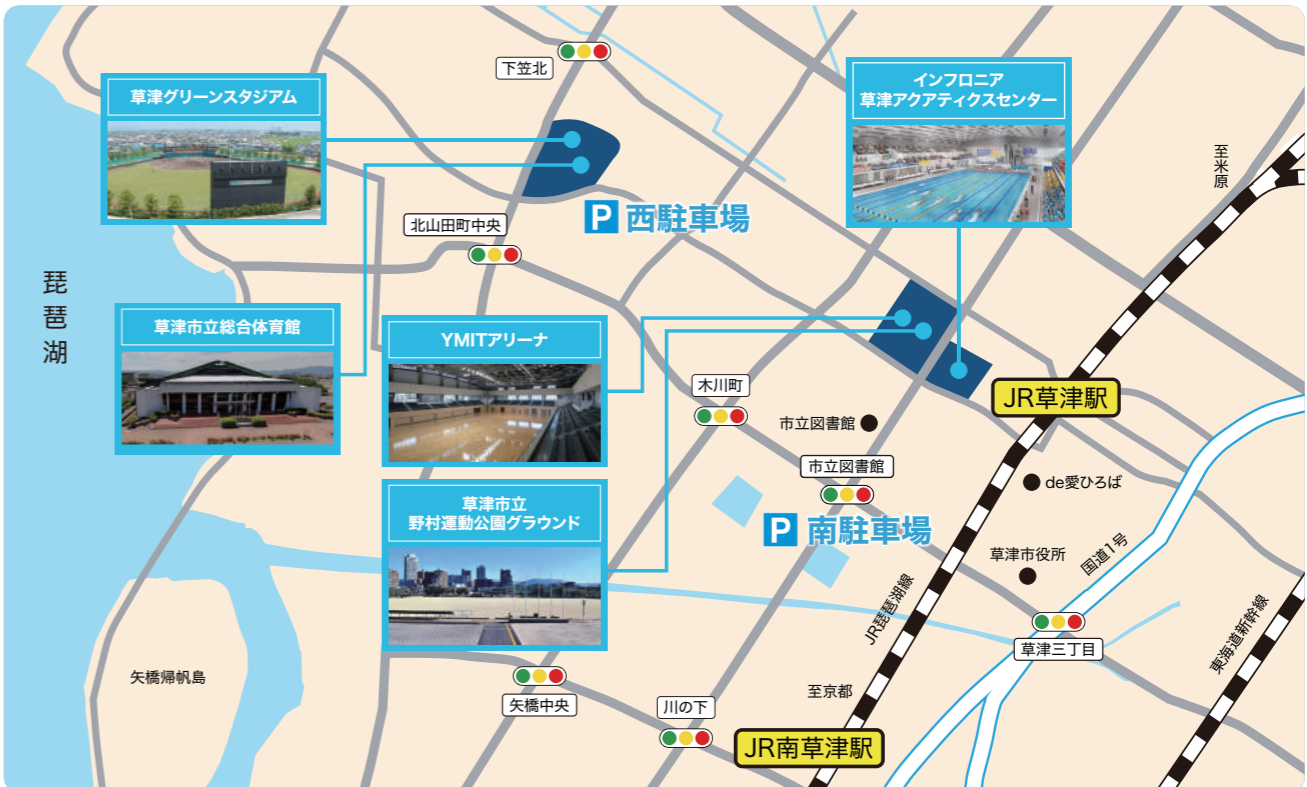 下笠北
草津グリーンスタジアム
インフロニア
草津アクアティクスセンター
至米原
P 西駐車場
北山田町中央
琵琶湖
草津市立総合体育館
YMITアリーナ
木川町
JR草津駅
市立図書館
市立図書館
de愛ひろば
草津市立
野村運動公園グラウンド
P 南駐車場
草津市役所
国道1号
JR琵琶湖線
東海道新幹線
草津三丁目
矢橋帰帆島
矢橋中央
川の下
至京都
JR南草津駅